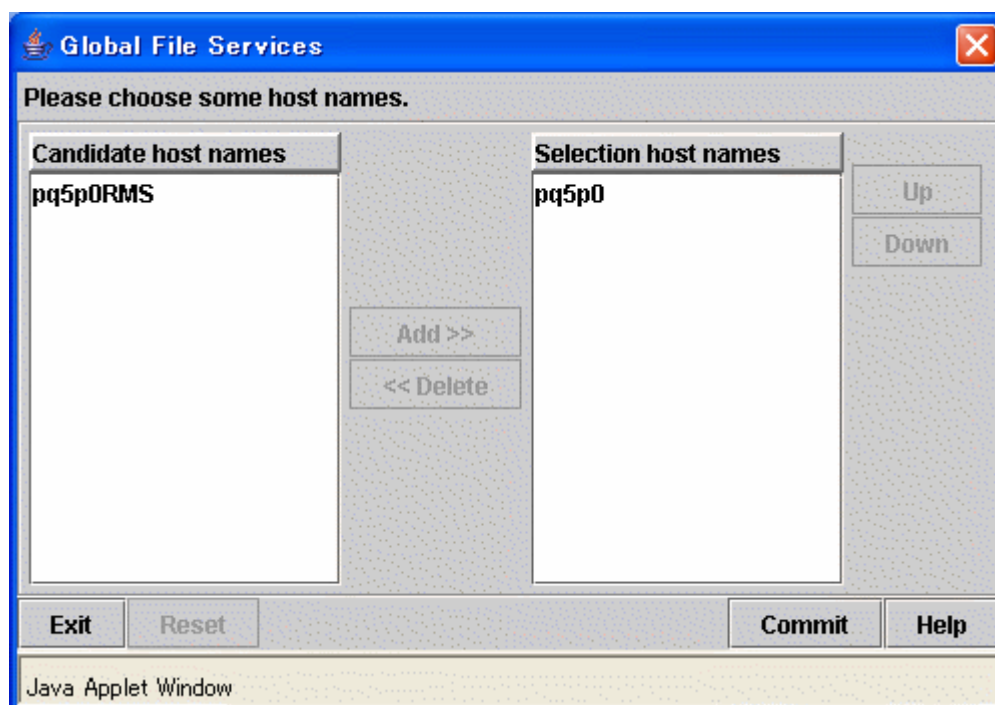 Global File Services
Please choose some host names.
Candidate host names
pq5p0RMS
Add >>
<< Delete
Selection host names
pq5p0
Up
Down
Exit
Reset
Commit
Help
Java Applet Window